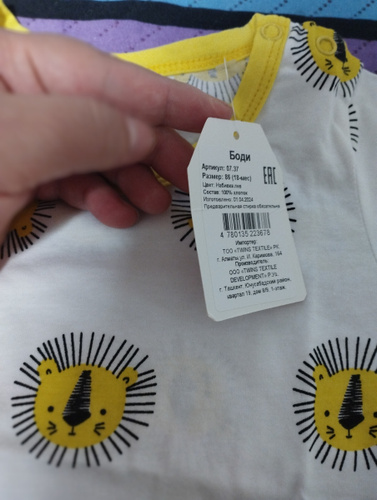 Боди
Артикул: 57.37
Размер: 86 (18-мес)
Цвет: Набивка лев
Состав: 100% хлопок
Изготовлено: 01.04.2024
Предварительная стирка обязательна
EAC
4 780135 223678
Импортер:
ТОО «TWINS TEXTILE» РК
г. Алматы ул. И. Каримова, 16А
Производитель:
ООО «TWINS TEXTILE
DEVELOPMENT» Р.Уз.
г. Ташкент, Юнусабадский район,
квартал 19, дом 8/5, 1-этаж.